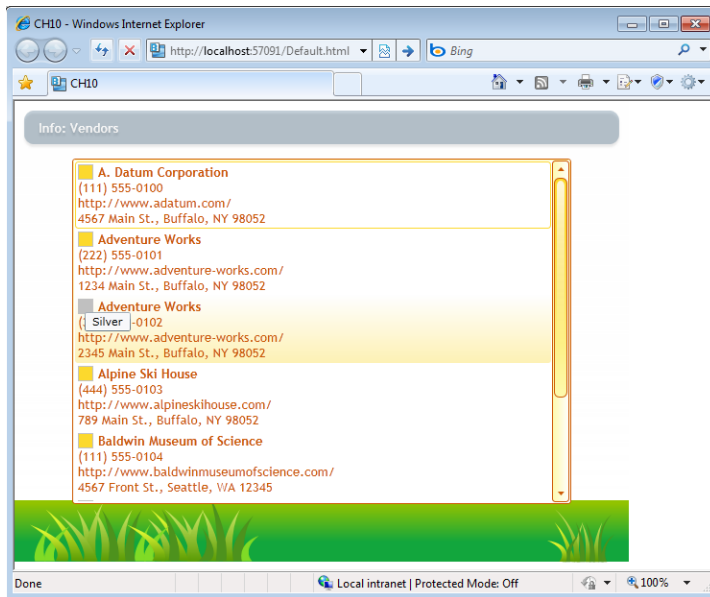 CH10 - Windows Internet Explorer
http://localhost:57091/Default.html
Bing
CH10
Info: Vendors
A. Datum Corporation
(111) 555-0100
http://www.adatum.com/
4567 Main St., Buffalo, NY 98052
Adventure Works
(222) 555-0101
http://www.adventure-works.com/
1234 Main St., Buffalo, NY 98052
Adventure Works
Silver
-0102
http://www.adventure-works.com/
2345 Main St., Buffalo, NY 98052
Alpine Ski House
(444) 555-0103
http://www.alpineskihouse.com/
789 Main St., Buffalo, NY 98052
Baldwin Museum of Science
(111) 555-0104
http://www.baldwinmuseumofscience.com/
4567 Front St., Seattle, WA 12345
Done
Local intranet | Protected Mode: Off
100%